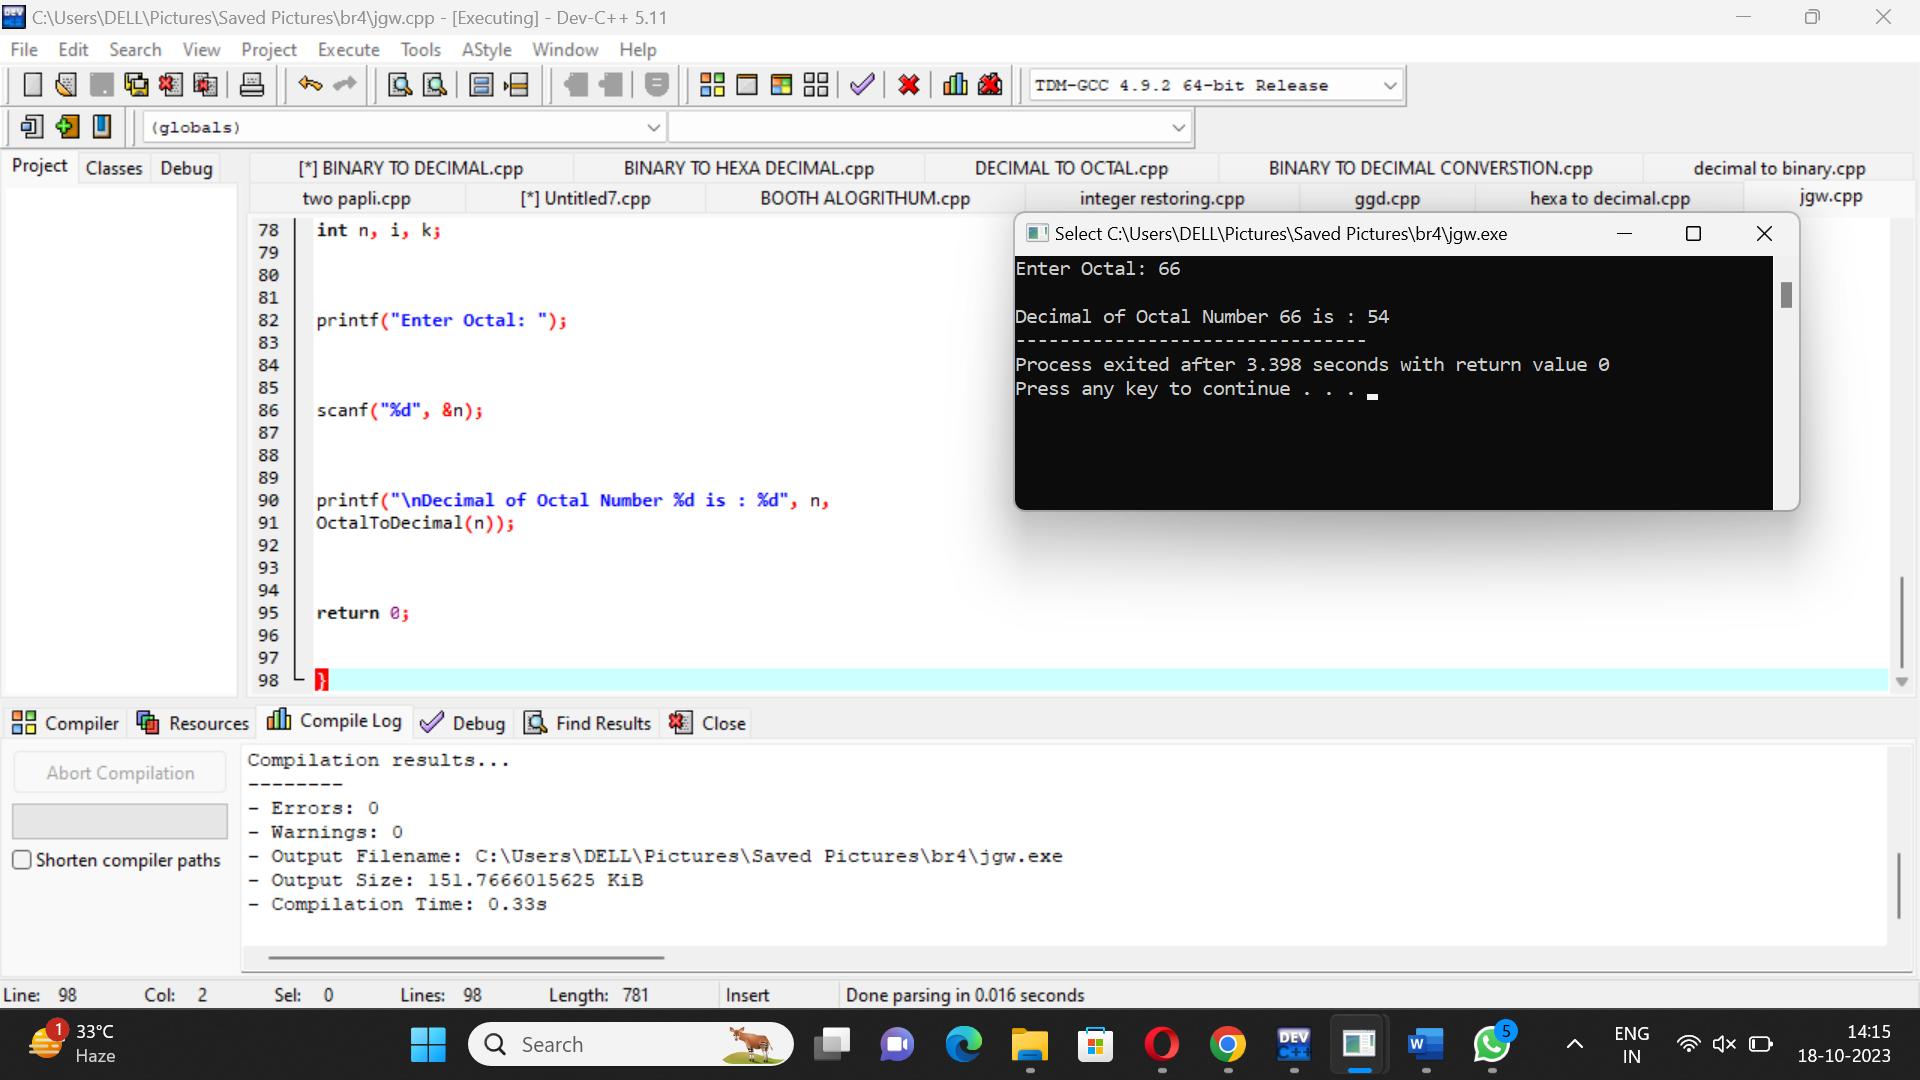 C:\Users\DELL\Pictures\Saved Pictures\br4\jgw.cpp - [Executing] - Dev-C++ 5.11
File Edit Search View Project Execute Tools AStyle Window Help
TDM-GCC 4.9.2 64-bit Release
(globals)
Project Classes Debug
[*] BINARY TO DECIMAL.cpp BINARY TO HEXA DECIMAL.cpp DECIMAL TO OCTAL.cpp BINARY TO DECIMAL CONVERSTION.cpp decimal to binary.cpp
two papli.cpp [*] Untitled7.cpp BOOTH ALOGRITHUM.cpp integer restoring.cpp ggd.cpp hexa to decimal.cpp jgw.cpp
78 int n, i, k;
79
80
81
82 printf("Enter Octal: ");
83
84
85
86 scanf("%d", &n);
87
88
89
90 printf("\nDecimal of Octal Number %d is : %d", n,
91 OctalToDecimal(n));
92
93
94
95 return 0;
96
97
98 }
Select C:\Users\DELL\Pictures\Saved Pictures\br4\jgw.exe
Enter Octal: 66
Decimal of Octal Number 66 is : 54
--------------------------------
Process exited after 3.398 seconds with return value 0
Press any key to continue . . .
Compiler Resources Compile Log Debug Find Results Close
Abort Compilation
Shorten compiler paths
Compilation results...
--------
- Errors: 0
- Warnings: 0
- Output Filename: C:\Users\DELL\Pictures\Saved Pictures\br4\jgw.exe
- Output Size: 151.7666015625 KiB
- Compilation Time: 0.33s
Line: 98 Col: 2 Sel: 0 Lines: 98 Length: 781 Insert Done parsing in 0.016 seconds
1
33°C
Haze
Search
DEV
C++
W
5
ENG
IN
14:15
18-10-2023